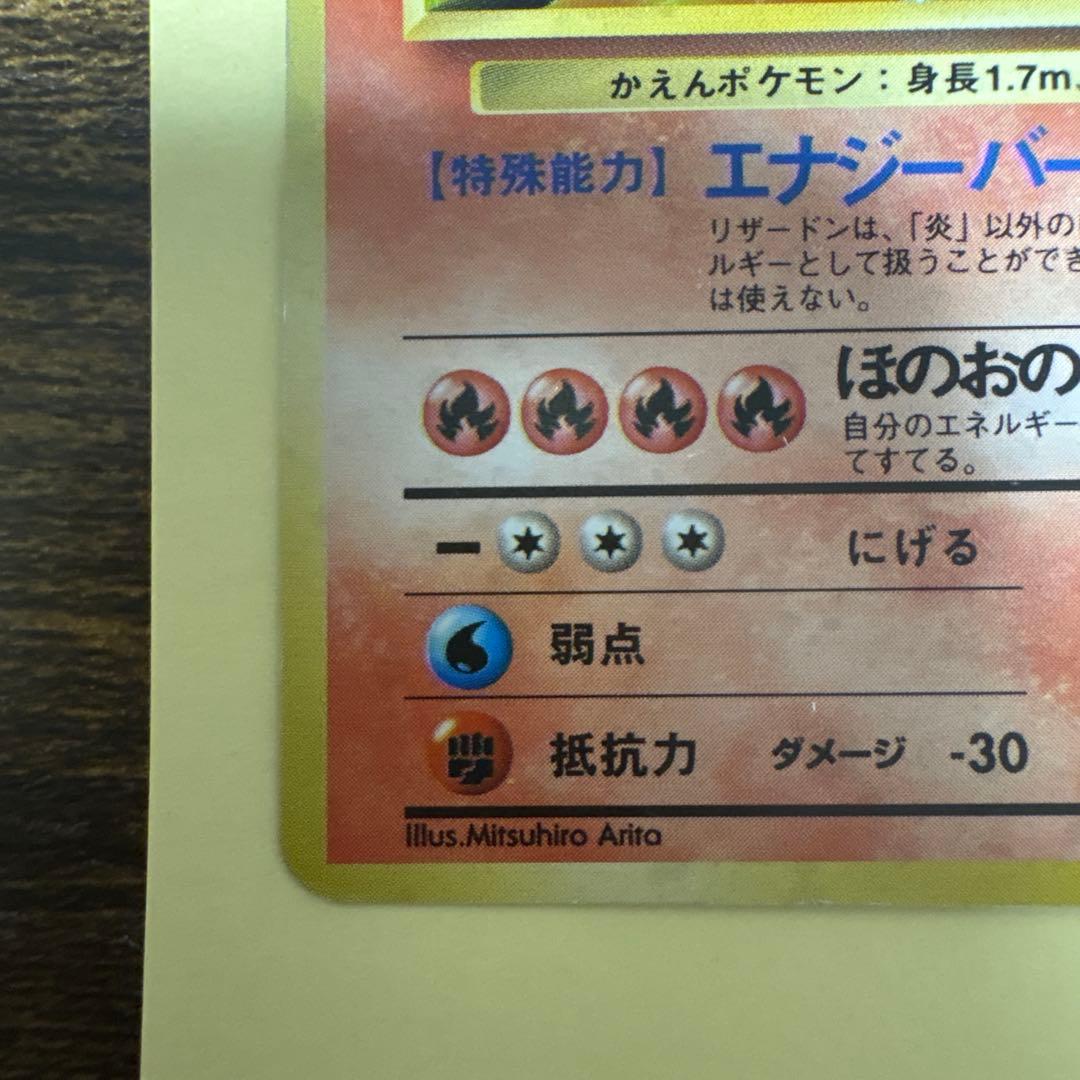 かえんポケモン：身長1.7m、
【特殊能力】 エナジーバー
リザードンは、「炎」以外の
ルギーとして扱うことができ
は使えない。
ほのおの
自分のエネルギー
てすてる。
にげる
弱点
抵抗力 ダメージ -30
Illus.Mitsuhiro Arita